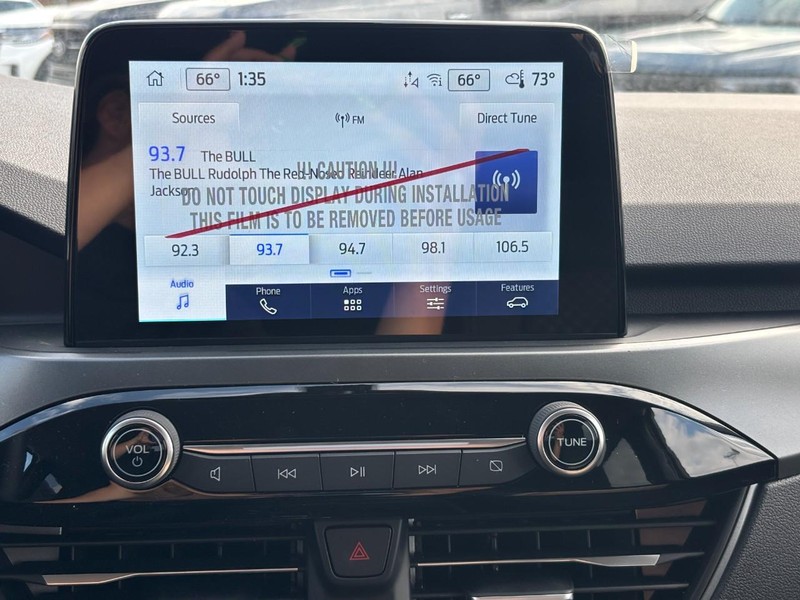 66° 1:35 66° 73°
Sources FM Direct Tune
93.7 The BULL
!!! CAUTION !!!
The BULL Rudolph The Red-Nosed Reindeer Alan
Jackson
DO NOT TOUCH DISPLAY DURING INSTALLATION
THIS FILM IS TO BE REMOVED BEFORE USAGE
92.3 93.7 94.7 98.1 106.5
Audio Phone Apps Settings Features
VOL TUNE